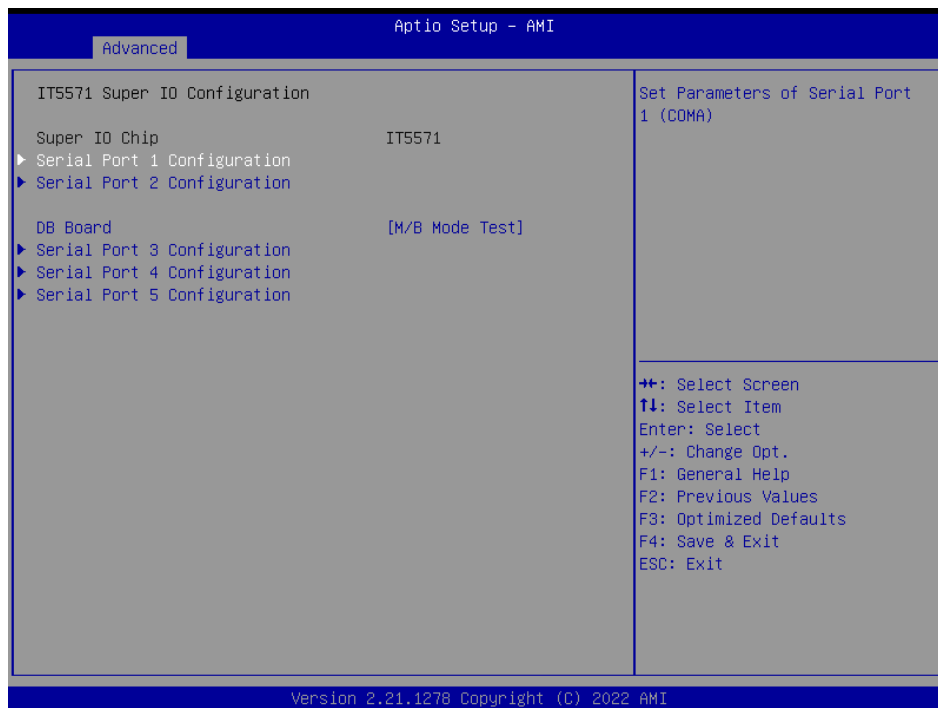 Aptio Setup – AMI
Advanced
IT5571 Super IO Configuration
Super IO Chip IT5571
▶ Serial Port 1 Configuration
▶ Serial Port 2 Configuration
DB Board [M/B Mode Test]
▶ Serial Port 3 Configuration
▶ Serial Port 4 Configuration
▶ Serial Port 5 Configuration
Set Parameters of Serial Port
1 (COMA)
→←: Select Screen
↑↓: Select Item
Enter: Select
+/-: Change Opt.
F1: General Help
F2: Previous Values
F3: Optimized Defaults
F4: Save & Exit
ESC: Exit
Version 2.21.1278 Copyright (C) 2022 AMI